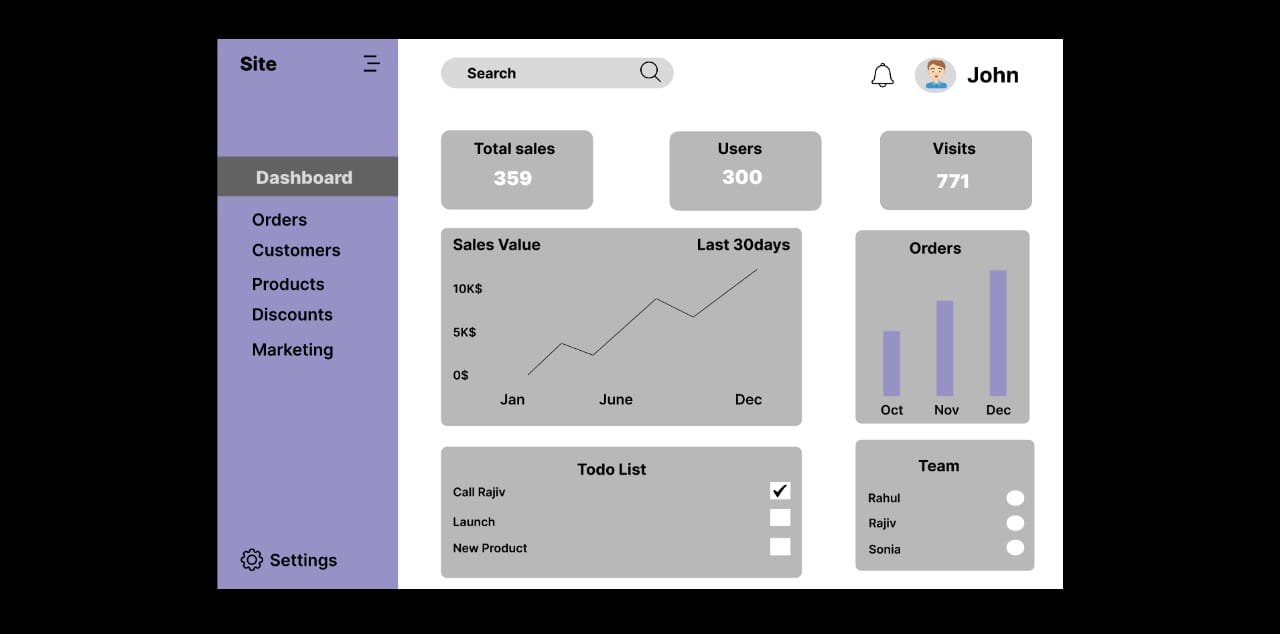 Site
Dashboard
Orders
Customers
Products
Discounts
Marketing
Settings
Search
John
Total sales
359
Users
300
Visits
771
Sales Value
Last 30days
10K$
5K$
0$
Jan
June
Dec
Orders
Oct
Nov
Dec
Todo List
Call Rajiv
Launch
New Product
Team
Rahul
Rajiv
Sonia